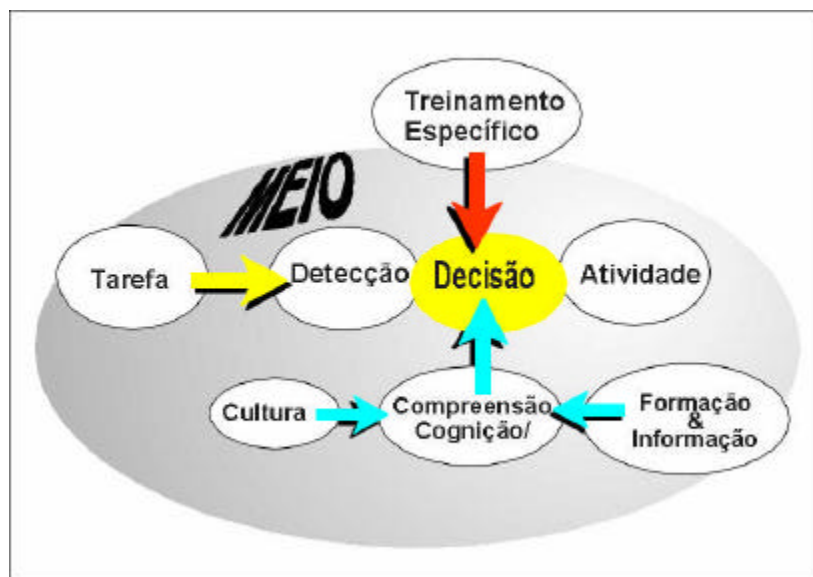 Treinamento
Específico
MEIO
Tarefa
Detecção
Decisão
Atividade
Cultura
Compreensão
Cognição/
Formação
&
Informação